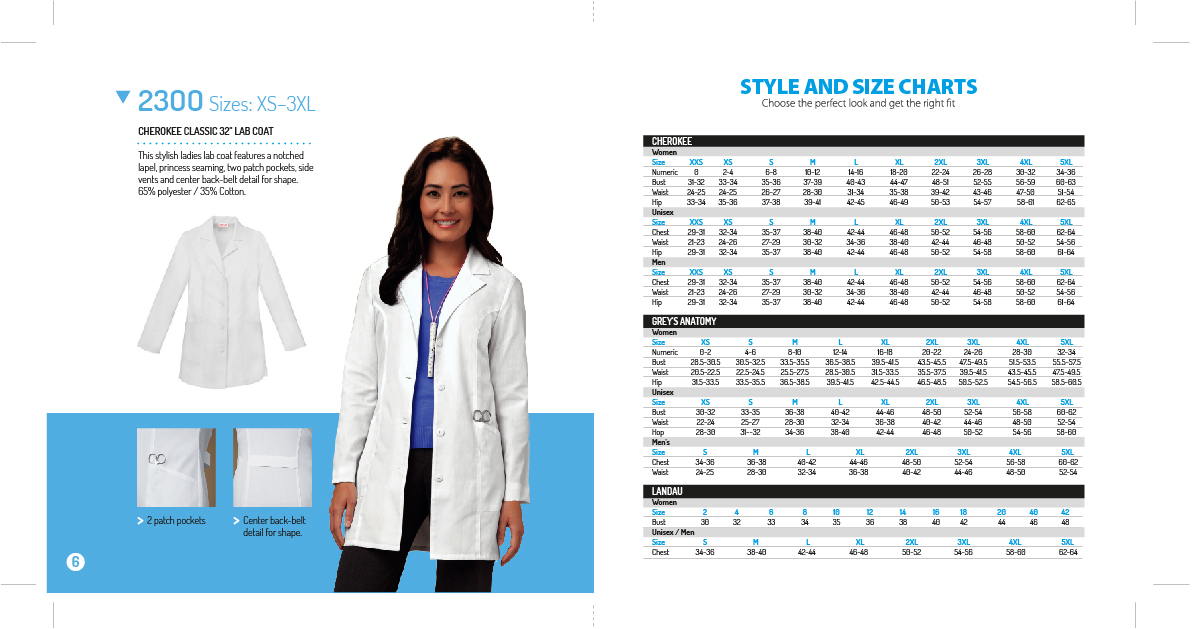 2300 Sizes: XS–3XL
CHEROKEE CLASSIC 32" LAB COAT
This stylish ladies lab coat features a notched
lapel, princess seaming, two patch pockets, side
vents and center back-belt detail for shape.
65% polyester / 35% Cotton.
2 patch pockets
Center back-belt
detail for shape.
6
STYLE AND SIZE CHARTS
Choose the perfect look and get the right fit
CHEROKEE
Women
Size XXS XS S M L XL 2XL 3XL 4XL 5XL
Numeric 0 2-4 6-8 10-12 14-16 18-20 22-24 26-28 30-32 34-36
Bust 31-32 33-34 35-36 37-39 40-43 44-47 48-51 52-55 56-59 60-63
Waist 24-25 24-25 26-27 28-30 31-34 35-38 39-42 43-46 47-50 51-54
Hip 33-34 35-36 37-38 39-41 42-45 46-49 50-53 54-57 58-61 62-65
Unisex
Size XXS XS S M L XL 2XL 3XL 4XL 5XL
Chest 29-31 32-34 35-37 38-40 42-44 46-48 50-52 54-56 58-60 62-64
Waist 21-23 24-26 27-29 30-32 34-36 38-40 42-44 46-48 50-52 54-56
Hip 29-31 32-34 35-37 38-40 42-44 46-48 50-52 54-58 58-60 61-64
Men
Size XXS XS S M L XL 2XL 3XL 4XL 5XL
Chest 29-31 32-34 35-37 38-40 42-44 46-48 50-52 54-56 58-60 62-64
Waist 21-23 24-26 27-29 30-32 34-36 38-40 42-44 46-48 50-52 54-56
Hip 29-31 32-34 35-37 38-40 42-44 46-48 50-52 54-58 58-60 61-64
GREY'S ANATOMY
Women
Size XS S M L XL 2XL 3XL 4XL 5XL
Numeric 0-2 4-6 8-10 12-14 16-18 20-22 24-26 28-30 32-34
Bust 28.5-30.5 30.5-32.5 33.5-35.5 36.5-38.5 39.5-41.5 43.5-45.5 47.5-49.5 51.5-53.5 55.5-57.5
Waist 20.5-22.5 22.5-24.5 25.5-27.5 28.5-30.5 31.5-33.5 35.5-37.5 39.5-41.5 43.5-45.5 47.5-49.5
Hip 31.5-33.5 33.5-35.5 36.5-38.5 39.5-41.5 42.5-44.5 46.5-48.5 50.5-52.5 54.5-56.5 58.5-60.5
Unisex
Size XS S M L XL 2XL 3XL 4XL 5XL
Bust 30-32 33-35 36-38 40-42 44-46 48-50 52-54 56-58 60-62
Waist 22-24 25-27 28-30 32-34 36-38 40-42 44-46 48-50 52-54
Hop 28-30 31--32 34-36 38-40 42-44 46-48 50-52 54-56 58-60
Men's
Size S M L XL 2XL 3XL 4XL 5XL
Chest 34-36 36-38 40-42 44-46 48-50 52-54 56-58 60-62
Waist 24-25 28-30 32-34 36-38 40-42 44-46 48-50 52-54
LANDAU
Women
Size 2 4 6 8 10 12 14 16 18 20 40 42
Bust 30 32 33 34 35 36 38 40 42 44 46 48
Unisex / Men
Size S M L XL 2XL 3XL 4XL 5XL
Chest 34-36 38-40 42-44 46-48 50-52 54-56 58-60 62-64